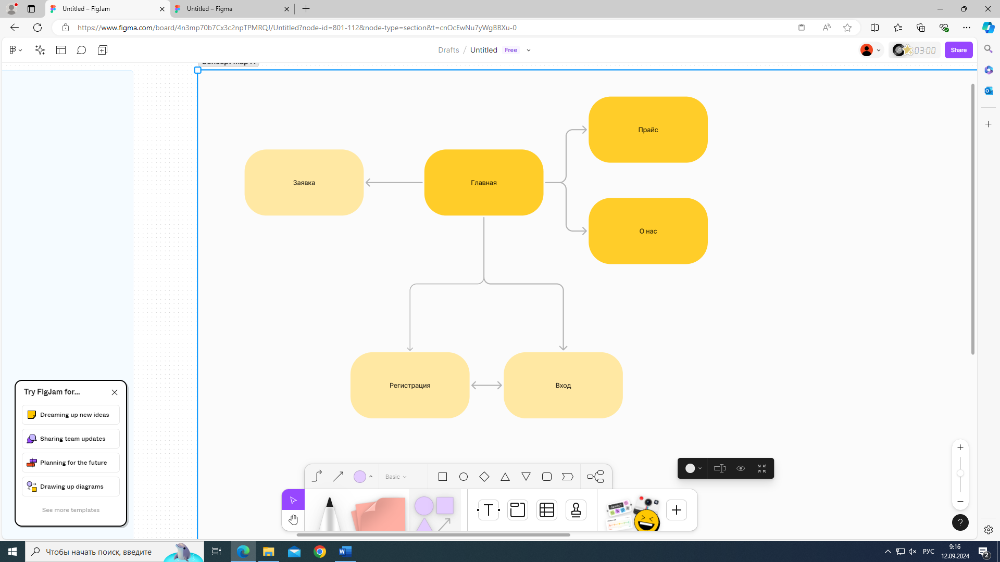 Untitled – FigJam
Untitled – Figma
https://www.figma.com/board/4n3mp70b7Cx3c2npTPMRQJ/Untitled?node-id=801-112&node-type=section&t=cnOcEwNu7yWgBBXu-0
Drafts / Untitled Free
03:00
Share
Concept map A
Прайс
Заявка
Главная
О нас
Регистрация
Вход
Try FigJam for...
Dreaming up new ideas
Sharing team updates
Planning for the future
Drawing up diagrams
See more templates
Basic
T
Jambot
?
Чтобы начать поиск, введите
РУС
9:16
12.09.2024
2